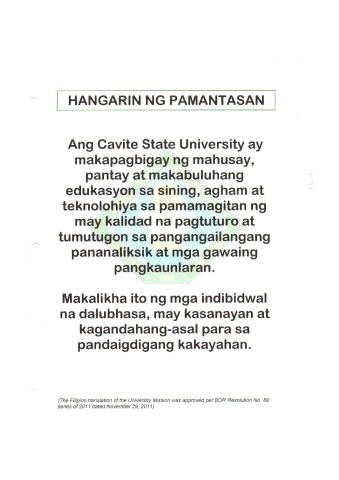 HANGARIN NG PAMANTASAN
Ang Cavite State University ay
makapagbigay ng mahusay,
pantay at makabuluhang
edukasyon sa sining, agham at
teknolohiya sa pamamagitan ng
may kalidad na pagtuturo at
tumutugon sa pangangailangang
pananaliksik at mga gawaing
pangkaunlaran.
Makalikha ito ng mga indibidwal
na dalubhasa, may kasanayan at
kagandahang-asal para sa
pandaigdigang kakayahan.
(The Filipino translation of the University Mission was approved per BOR Resolution No. 89
series of 2011 dated November 29, 2011)